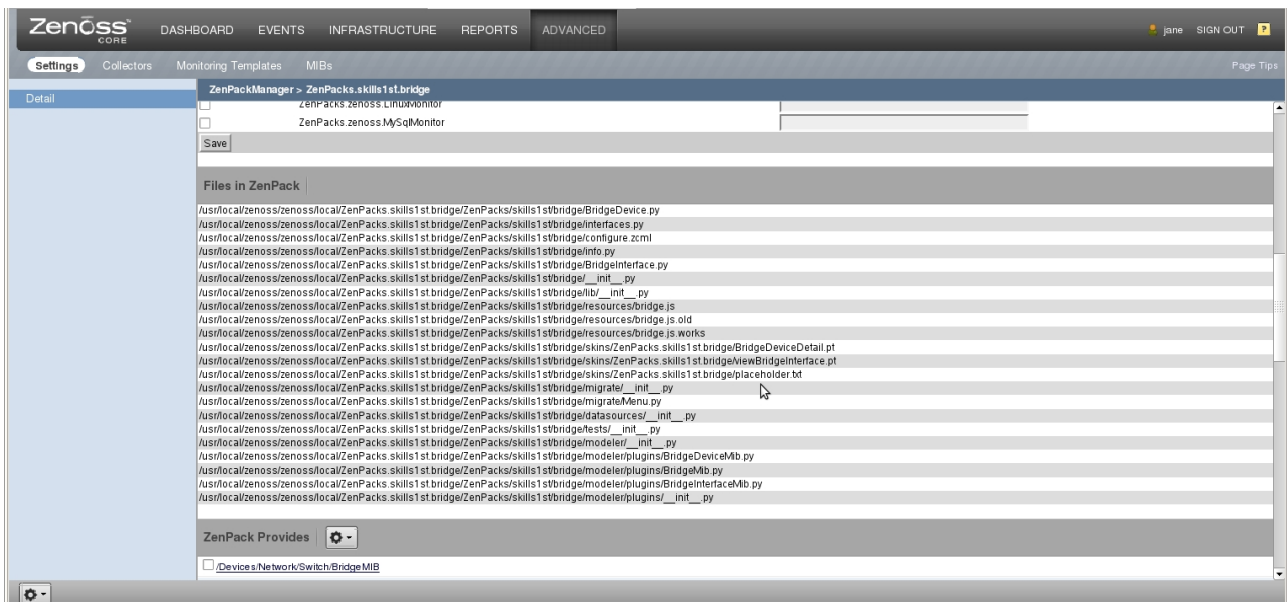 Zenōss™
CORE
DASHBOARD EVENTS INFRASTRUCTURE REPORTS ADVANCED
jane SIGN OUT ?
Settings Collectors Monitoring Templates MIBs
Page Tips
Detail
ZenPackManager > ZenPacks.skills1st.bridge
ZenPacks.zenoss.LinuxMonitor
ZenPacks.zenoss.MySqlMonitor
Save
Files in ZenPack
/usr/local/zenoss/zenoss/local/ZenPacks.skills1st.bridge/ZenPacks/skills1st/bridge/BridgeDevice.py
/usr/local/zenoss/zenoss/local/ZenPacks.skills1st.bridge/ZenPacks/skills1st/bridge/interfaces.py
/usr/local/zenoss/zenoss/local/ZenPacks.skills1st.bridge/ZenPacks/skills1st/bridge/configure.zcml
/usr/local/zenoss/zenoss/local/ZenPacks.skills1st.bridge/ZenPacks/skills1st/bridge/info.py
/usr/local/zenoss/zenoss/local/ZenPacks.skills1st.bridge/ZenPacks/skills1st/bridge/BridgeInterface.py
/usr/local/zenoss/zenoss/local/ZenPacks.skills1st.bridge/ZenPacks/skills1st/bridge/__init__.py
/usr/local/zenoss/zenoss/local/ZenPacks.skills1st.bridge/ZenPacks/skills1st/bridge/lib/__init__.py
/usr/local/zenoss/zenoss/local/ZenPacks.skills1st.bridge/ZenPacks/skills1st/bridge/resources/bridge.js
/usr/local/zenoss/zenoss/local/ZenPacks.skills1st.bridge/ZenPacks/skills1st/bridge/resources/bridge.js.old
/usr/local/zenoss/zenoss/local/ZenPacks.skills1st.bridge/ZenPacks/skills1st/bridge/resources/bridge.js.works
/usr/local/zenoss/zenoss/local/ZenPacks.skills1st.bridge/ZenPacks/skills1st/bridge/skins/ZenPacks.skills1st.bridge/BridgeDeviceDetail.pt
/usr/local/zenoss/zenoss/local/ZenPacks.skills1st.bridge/ZenPacks/skills1st/bridge/skins/ZenPacks.skills1st.bridge/viewBridgeInterface.pt
/usr/local/zenoss/zenoss/local/ZenPacks.skills1st.bridge/ZenPacks/skills1st/bridge/skins/ZenPacks.skills1st.bridge/placeholder.txt
/usr/local/zenoss/zenoss/local/ZenPacks.skills1st.bridge/ZenPacks/skills1st/bridge/migrate/__init__.py
/usr/local/zenoss/zenoss/local/ZenPacks.skills1st.bridge/ZenPacks/skills1st/bridge/migrate/Menu.py
/usr/local/zenoss/zenoss/local/ZenPacks.skills1st.bridge/ZenPacks/skills1st/bridge/datasources/__init__.py
/usr/local/zenoss/zenoss/local/ZenPacks.skills1st.bridge/ZenPacks/skills1st/bridge/tests/__init__.py
/usr/local/zenoss/zenoss/local/ZenPacks.skills1st.bridge/ZenPacks/skills1st/bridge/modeler/__init__.py
/usr/local/zenoss/zenoss/local/ZenPacks.skills1st.bridge/ZenPacks/skills1st/bridge/modeler/plugins/BridgeDeviceMib.py
/usr/local/zenoss/zenoss/local/ZenPacks.skills1st.bridge/ZenPacks/skills1st/bridge/modeler/plugins/BridgeMib.py
/usr/local/zenoss/zenoss/local/ZenPacks.skills1st.bridge/ZenPacks/skills1st/bridge/modeler/plugins/BridgeInterfaceMib.py
/usr/local/zenoss/zenoss/local/ZenPacks.skills1st.bridge/ZenPacks/skills1st/bridge/modeler/plugins/__init__.py
ZenPack Provides
/Devices/Network/Switch/BridgeMIB